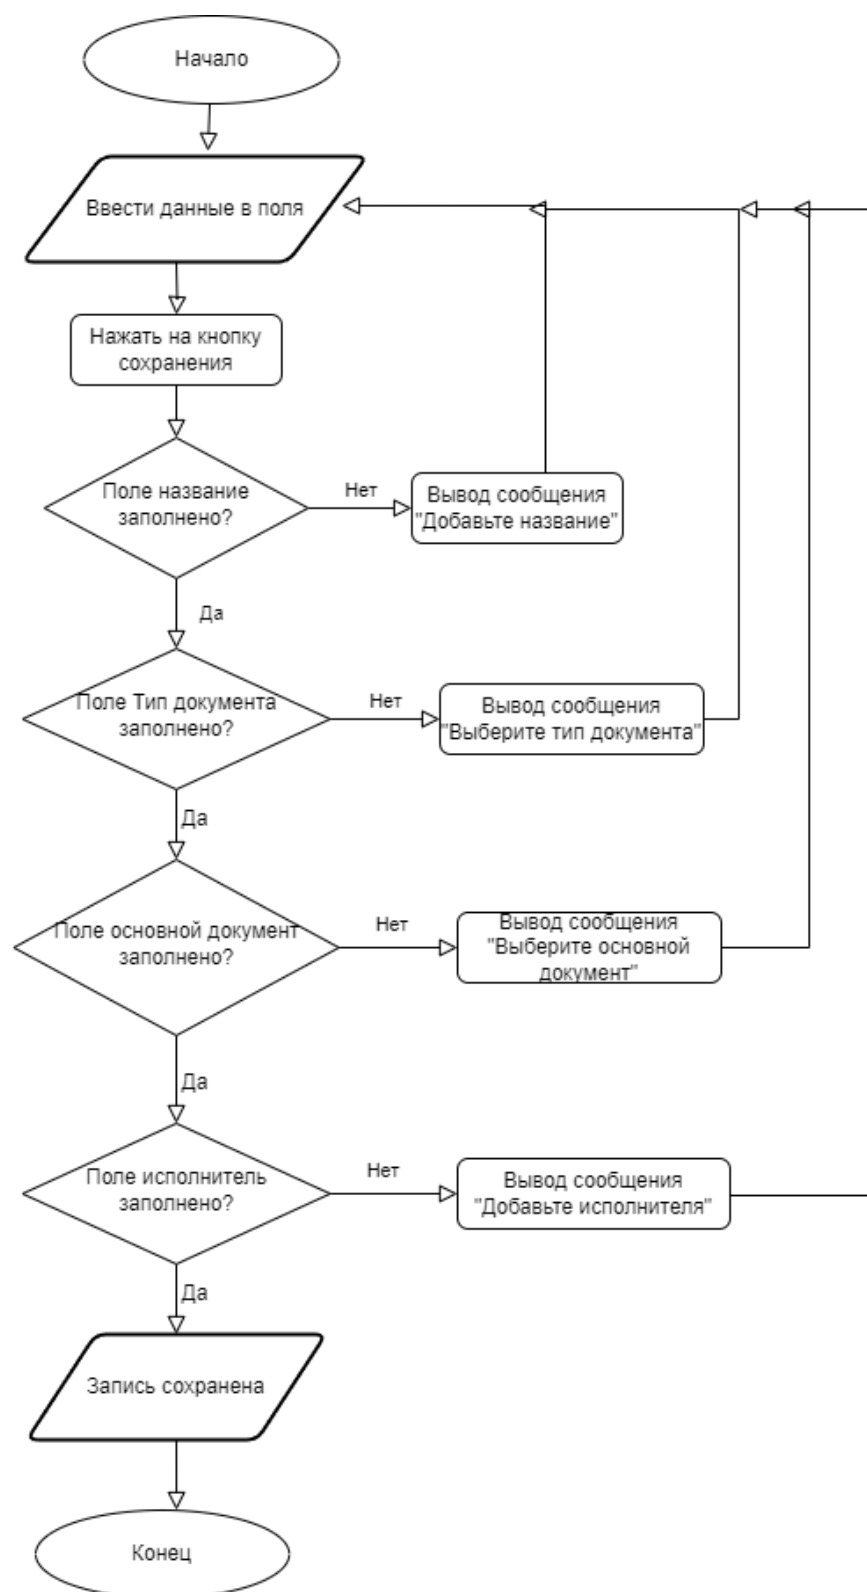 Начало
Ввести данные в поля
Нажать на кнопку
сохранения
Поле название
заполнено?
Нет
Вывод сообщения
"Добавьте название"
Да
Поле Тип документа
заполнено?
Нет
Вывод сообщения
"Выберите тип документа"
Да
Поле основной документ
заполнено?
Нет
Вывод сообщения
"Выберите основной
документ"
Да
Поле исполнитель
заполнено?
Нет
Вывод сообщения
"Добавьте исполнителя"
Да
Запись сохранена
Конец